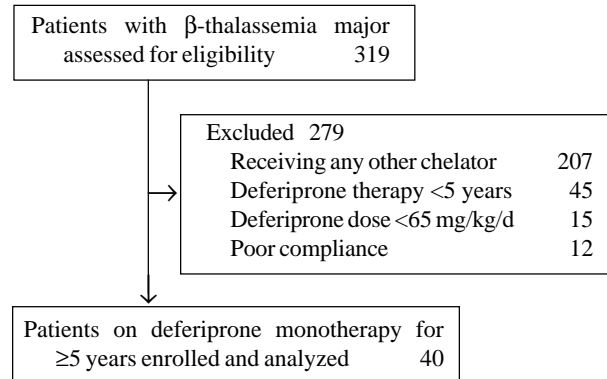 Patients with β-thalassemia major
assessed for eligibility 319
Excluded 279
Receiving any other chelator 207
Deferiprone therapy <5 years 45
Deferiprone dose <65 mg/kg/d 15
Poor compliance 12
Patients on deferiprone monotherapy for
≥5 years enrolled and analyzed 40